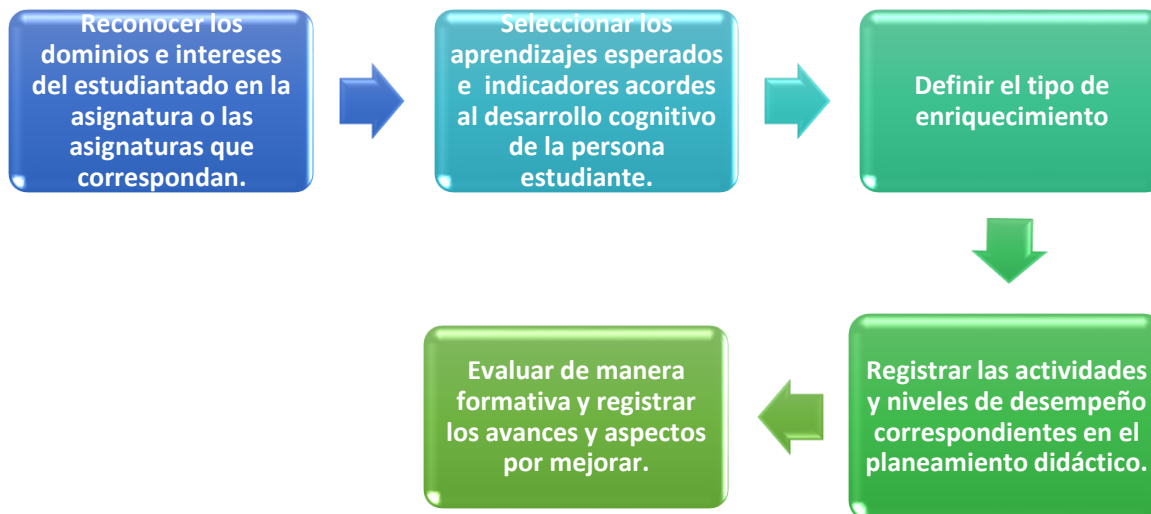 Reconocer los
dominios e intereses
del estudiantado en la
asignatura o las
asignaturas que
correspondan.
Seleccionar los
aprendizajes esperados
e indicadores acordes
al desarrollo cognitivo
de la persona
estudiante.
Definir el tipo de
enriquecimiento
Registrar las actividades
y niveles de desempeño
correspondientes en el
planeamiento didáctico.
Evaluar de manera
formativa y registrar
los avances y aspectos
por mejorar.